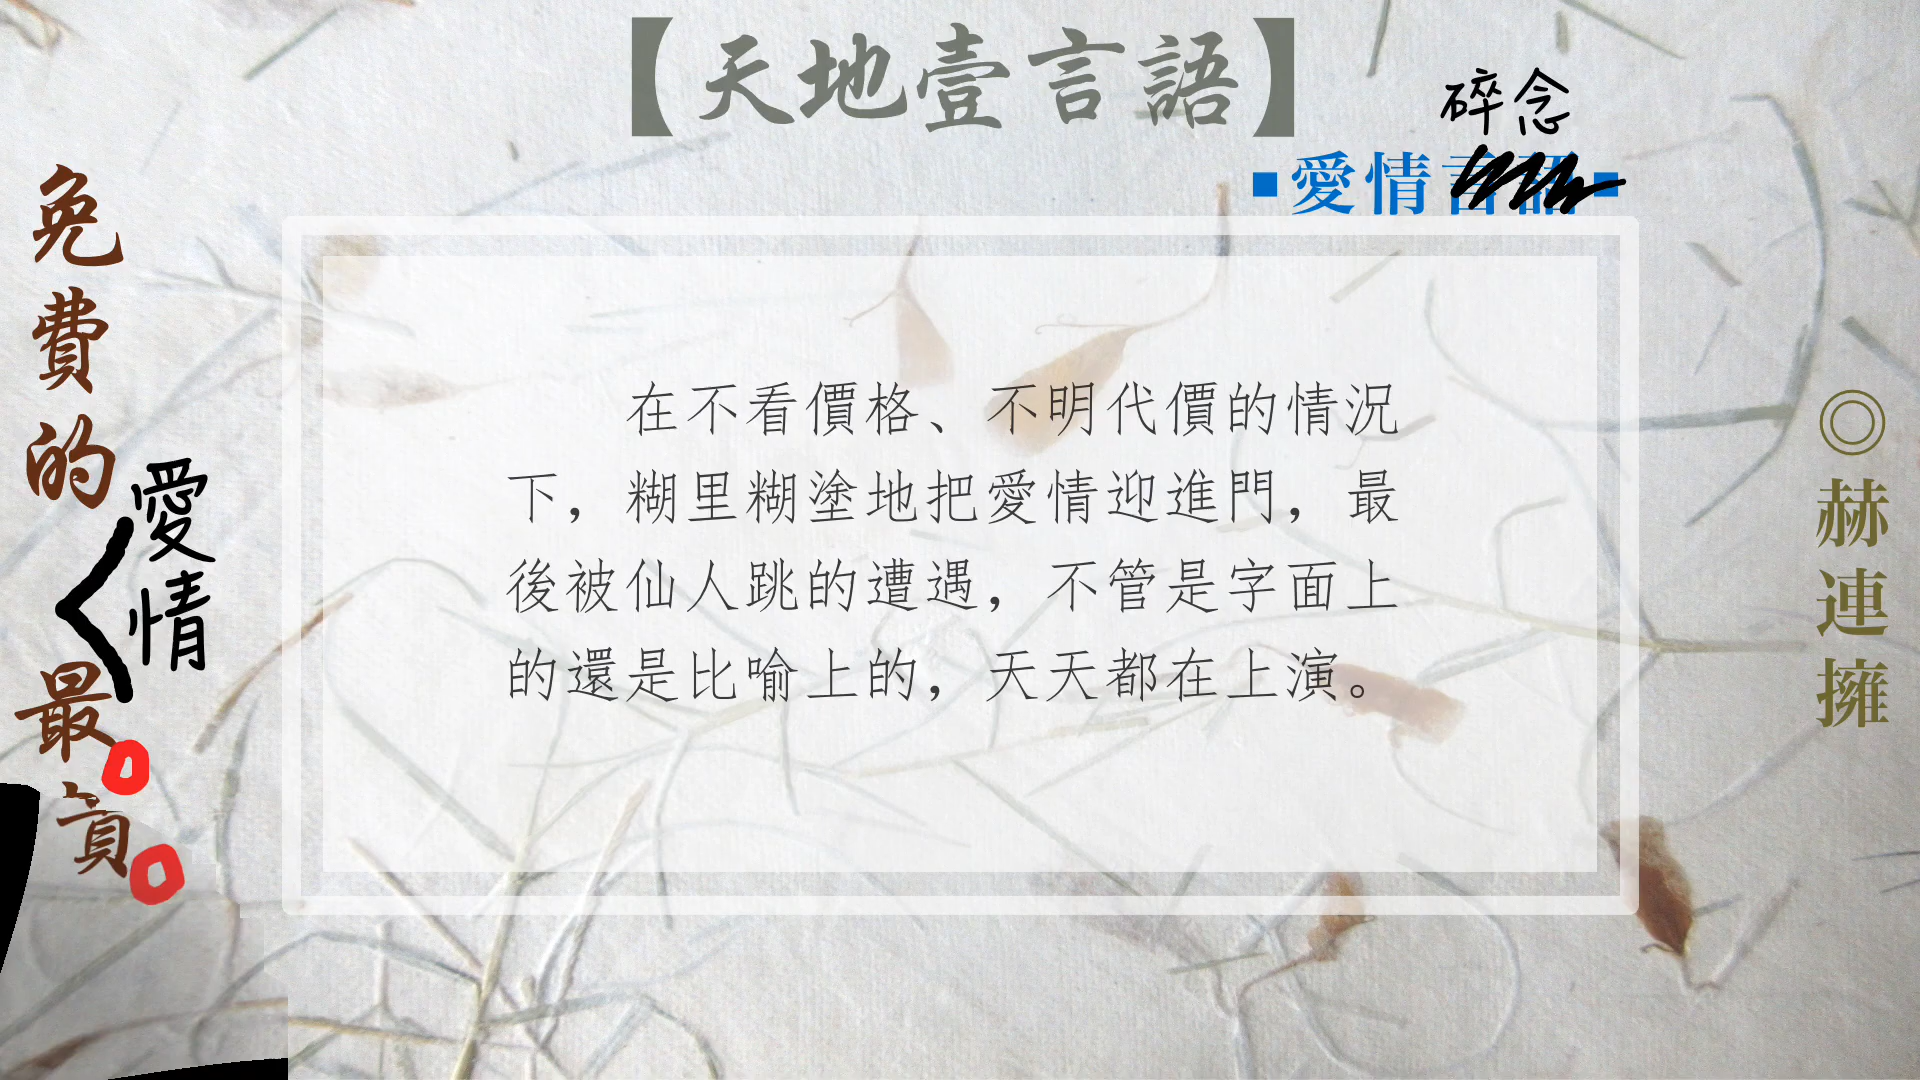 【天地壹言語】
碎念
▪愛情
免費的愛情最
在不看價格、不明代價的情況
下，糊里糊塗地把愛情迎進門，最
後被仙人跳的遭遇，不管是字面上
的還是比喻上的，天天都在上演。
◎赫連擁